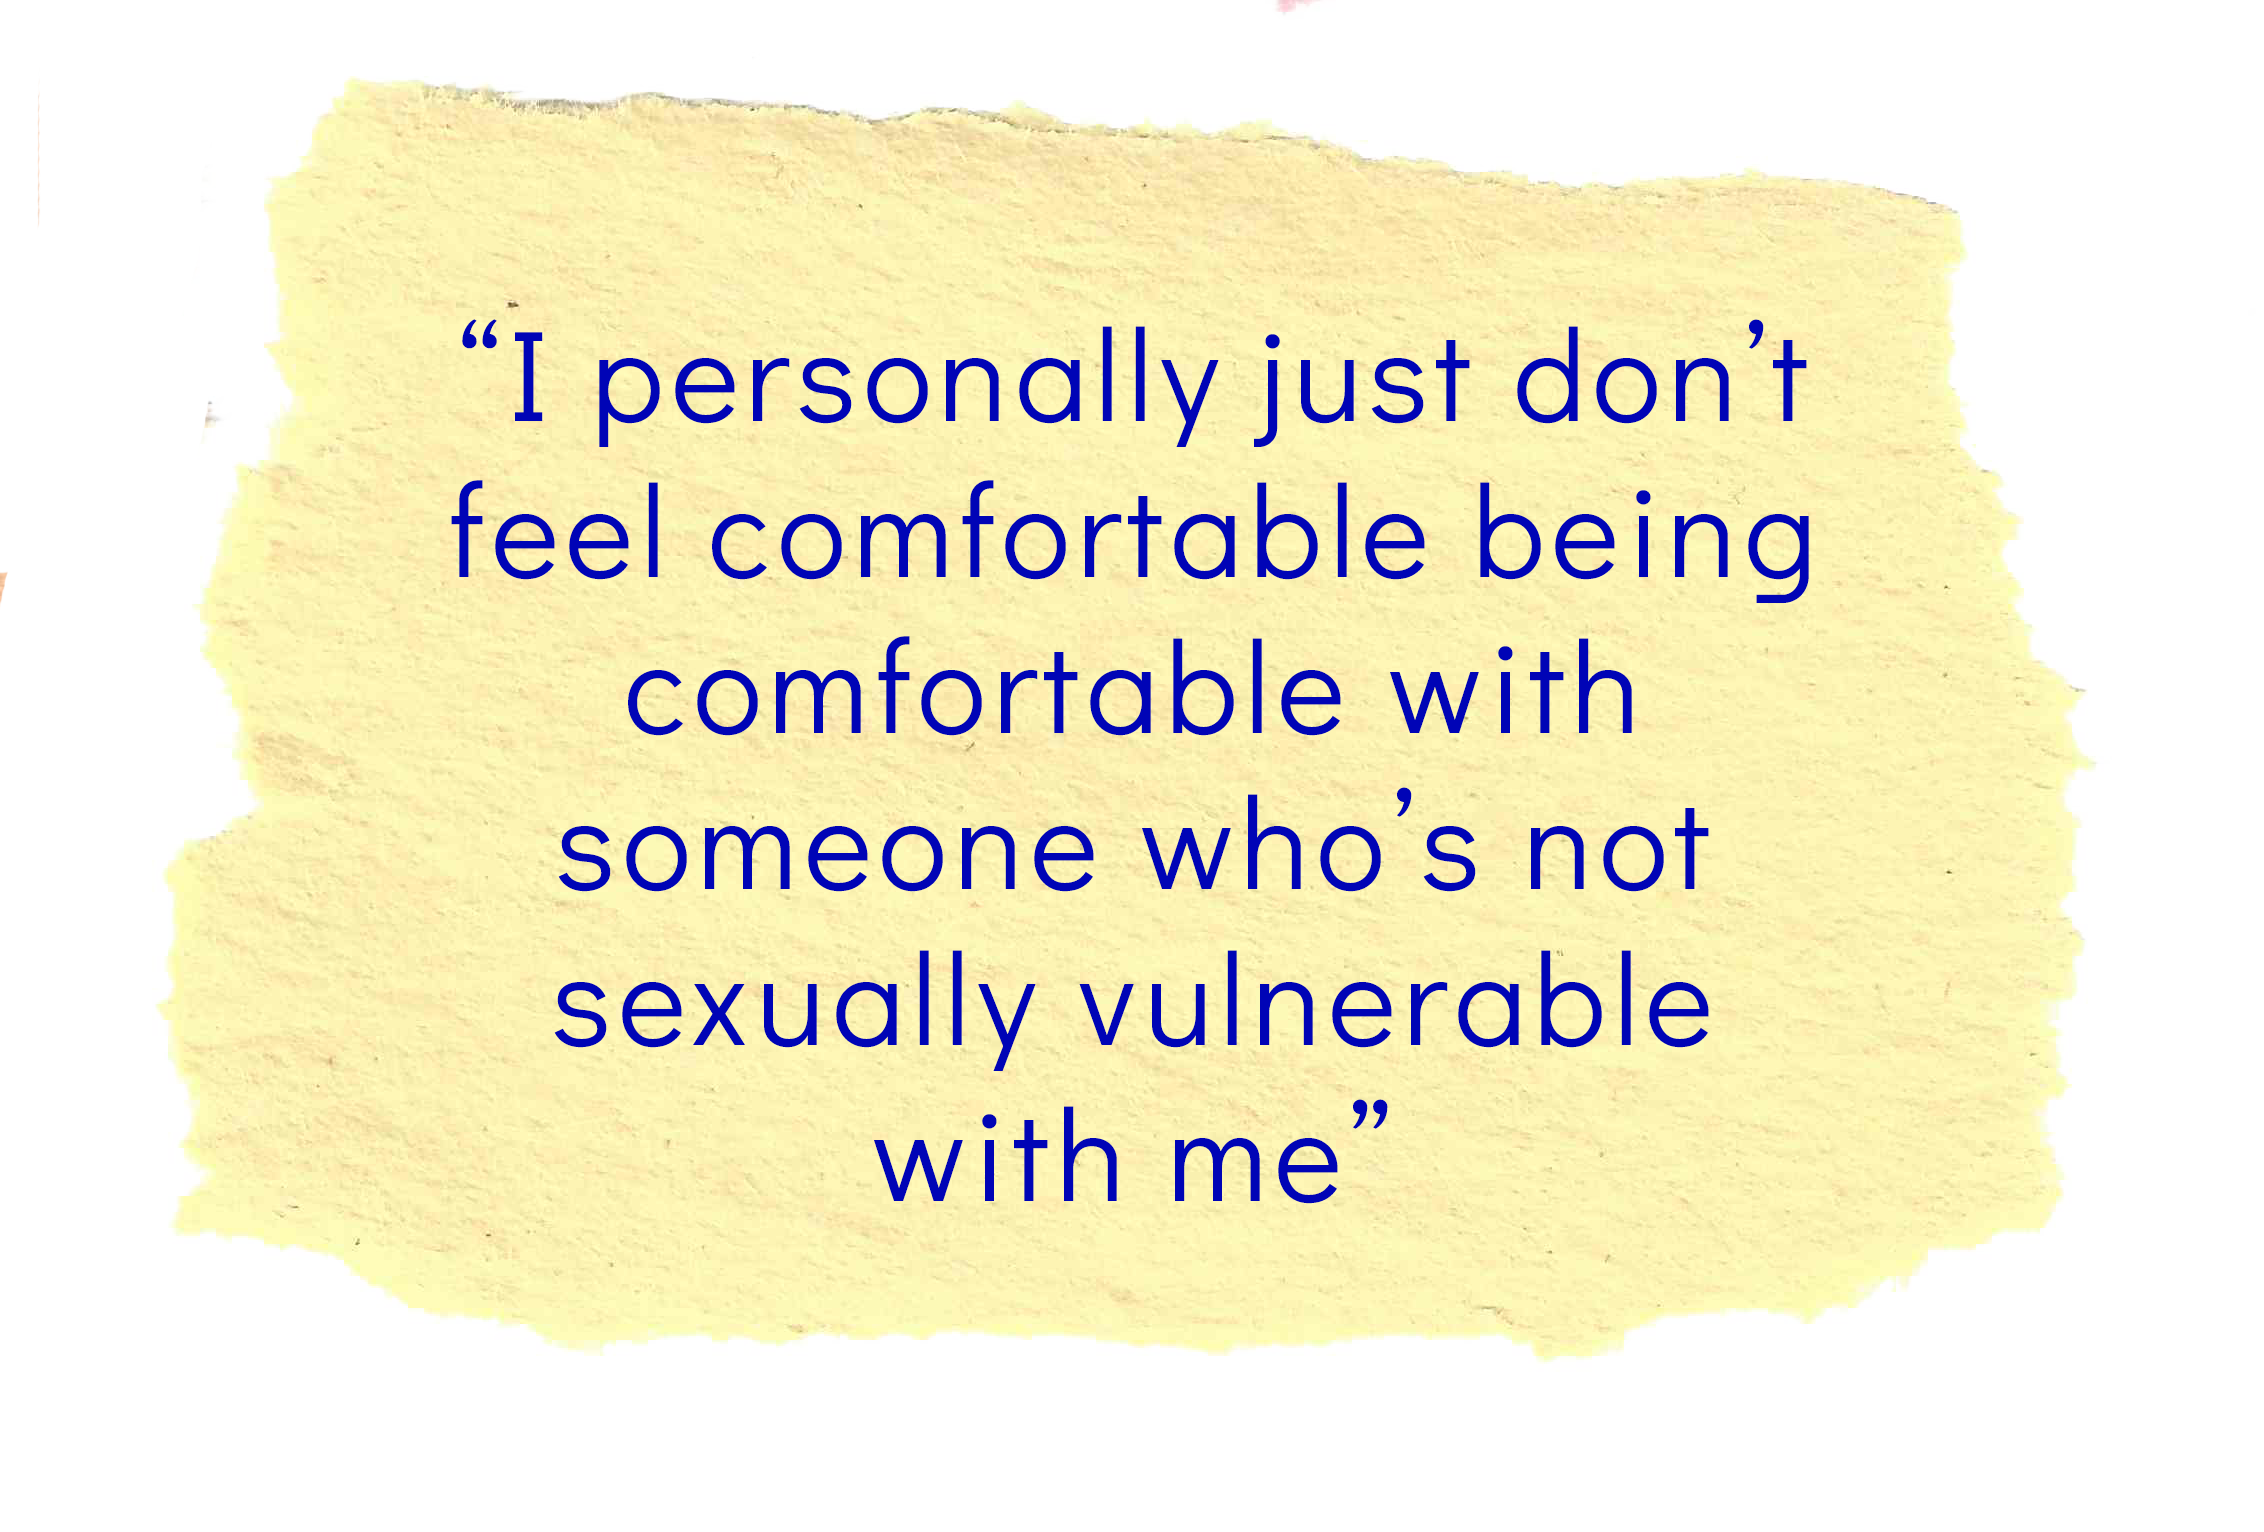 “I personally just don’t
feel comfortable being
comfortable with
someone who’s not
sexually vulnerable
with me”